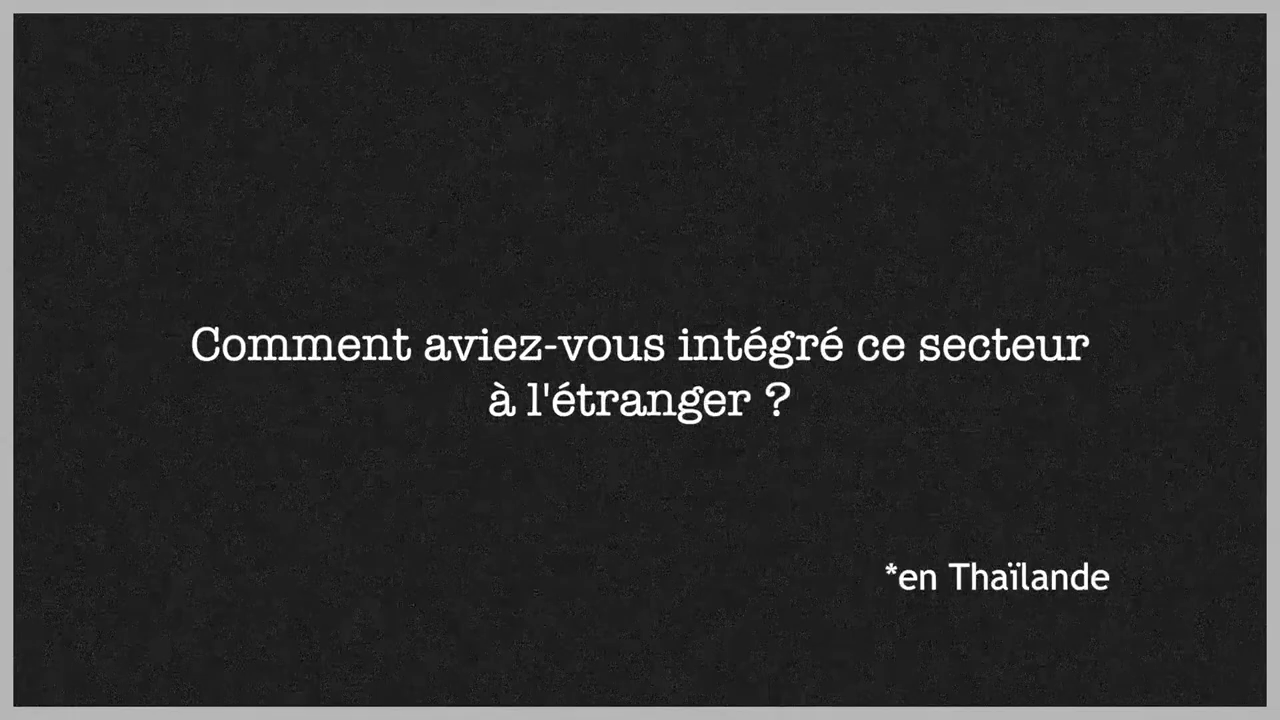 Comment aviez-vous intégré ce secteur
à l'étranger ?
*en Thaïlande